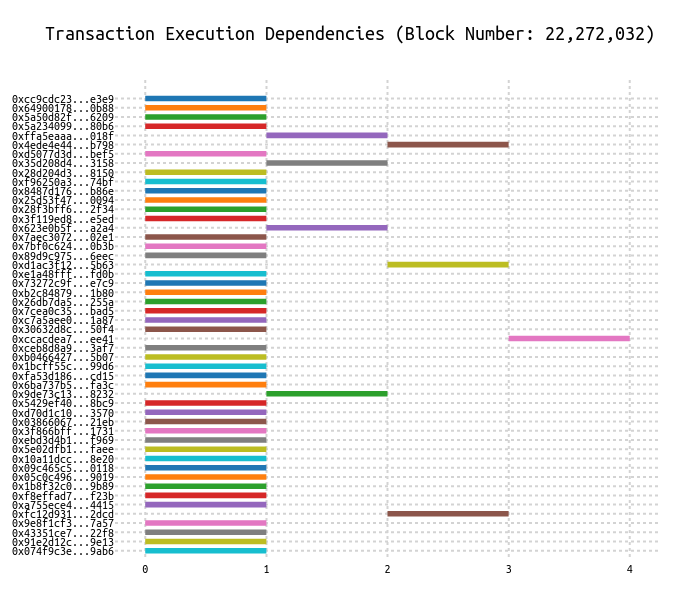 Transaction Execution Dependencies (Block Number: 22,272,032)
0xcc9cdc23...e3e9
0x64900178...0b88
0x5a50d82f...6209
0x5a234099...80b6
0xffa5eaaa...018f
0x4ede4e44...b798
0xd5077d3d...bef5
0x35d208d4...3158
0x28d204d3...8150
0xf96250a3...74bf
0x8487d176...b86e
0x25d53f47...0094
0x28f3bff6...2f34
0x3f119ed8...e5ed
0x623e0b5f...a2a4
0x7aec3072...02e1
0x7bf0c624...0b3b
0x89d9c975...6eec
0xd1ac3f12...5b63
0xe1a48fff...fd0b
0x73272c9f...e7c9
0xb2c84879...1b80
0x26db7da5...255a
0x7cea0c35...bad5
0xc7a5aee0...1a87
0x30632d8c...50f4
0xccacdea7...ee41
0xceb8d8a9...3af7
0xb0466427...5b07
0x1bcff55c...99d6
0xfa53d186...cd15
0x6ba737b5...fa3c
0x9de73c13...8232
0x5429ef40...8bc9
0xd70d1c10...3570
0x03866067...21eb
0x3f866bff...1731
0xebd3d4b1...f969
0x5e02dfb1...faee
0x10a11dcc...8e20
0x09c465c5...0118
0x05c0c496...9019
0x1b8f32c0...9b89
0xf8effad7...f23b
0xa755ece4...4415
0xfc12d931...2dcd
0x9e8f1cf3...7a57
0x43351ce7...22f8
0x91e2d12c...9e13
0x074f9c3e...9ab6
0 1 2 3 4